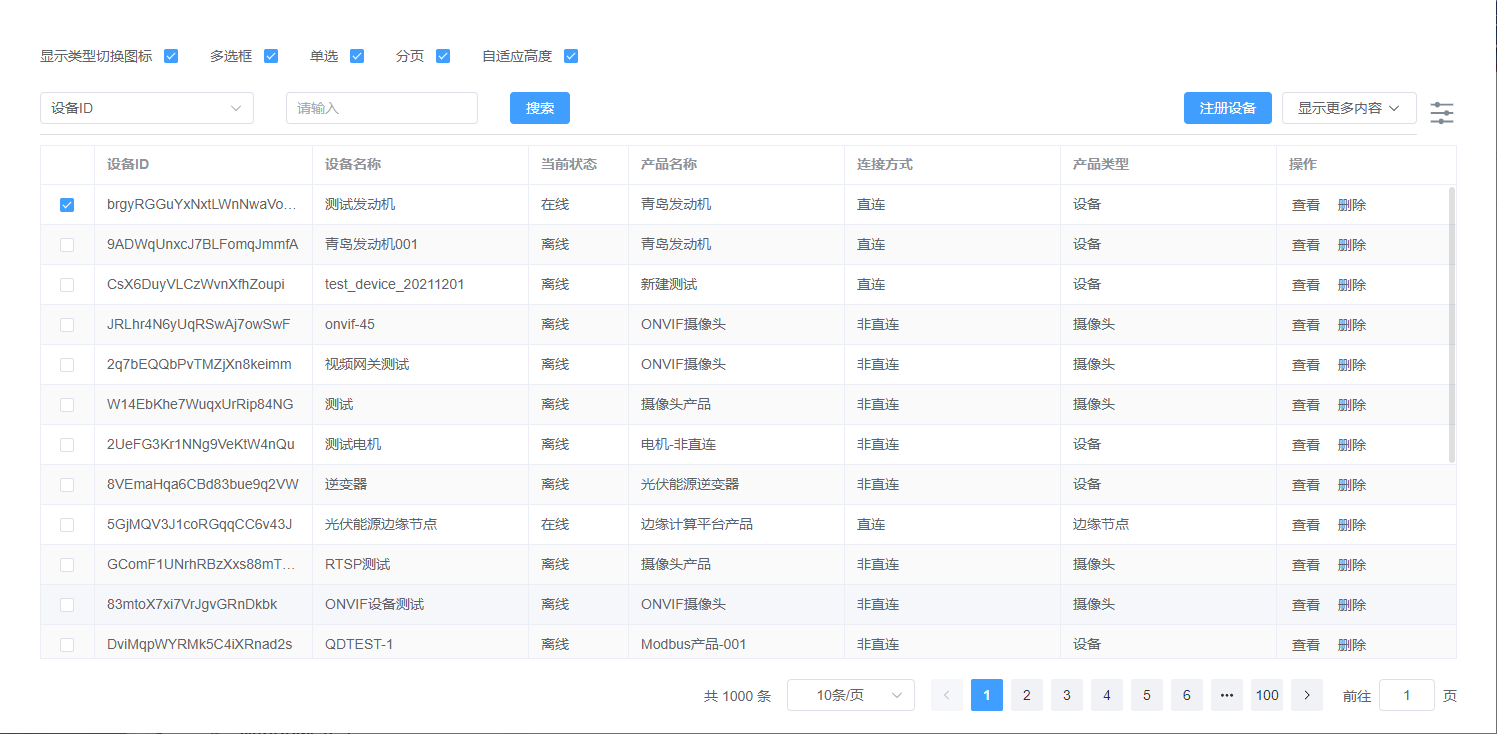 显示类型切换图标 多选框 单选 分页 自适应高度
设备ID 请输入 搜索 注册设备 显示更多内容
设备ID 设备名称 当前状态 产品名称 连接方式 产品类型 操作
brgyRGGuYxNxtLWnNwaVo... 测试发动机 在线 青岛发动机 直连 设备 查看 删除
9ADWqUnxcJ7BLFomqJmmfA 青岛发动机001 离线 青岛发动机 直连 设备 查看 删除
CsX6DuyVLCzWvnXfhZoupi test_device_20211201 离线 新建测试 直连 设备 查看 删除
JRLhr4N6yUqRSwAj7owSwF onvif-45 离线 ONVIF摄像头 非直连 摄像头 查看 删除
2q7bEQQbPvTMZjXn8keimm 视频网关测试 离线 ONVIF摄像头 非直连 摄像头 查看 删除
W14EbKhe7WuqxUrRip84NG 测试 离线 摄像头产品 非直连 摄像头 查看 删除
2UeFG3Kr1NNg9VeKtW4nQu 测试电机 离线 电机-非直连 非直连 设备 查看 删除
8VEmaHqa6CBd83bue9q2VW 逆变器 离线 光伏能源逆变器 非直连 设备 查看 删除
5GjMQV3J1coRGqqCC6v43J 光伏能源边缘节点 在线 边缘计算平台产品 直连 边缘节点 查看 删除
GComF1UNrhRBzXxs88mT... RTSP测试 离线 摄像头产品 非直连 摄像头 查看 删除
83mtoX7xi7VrJgvGRnDkbk ONVIF设备测试 离线 ONVIF摄像头 非直连 摄像头 查看 删除
DviMqpWYRMk5C4iXRnad2s QDTEST-1 离线 Modbus产品-001 非直连 设备 查看 删除
共 1000 条 10条/页 1 2 3 4 5 6 ••• 100 前往 1 页